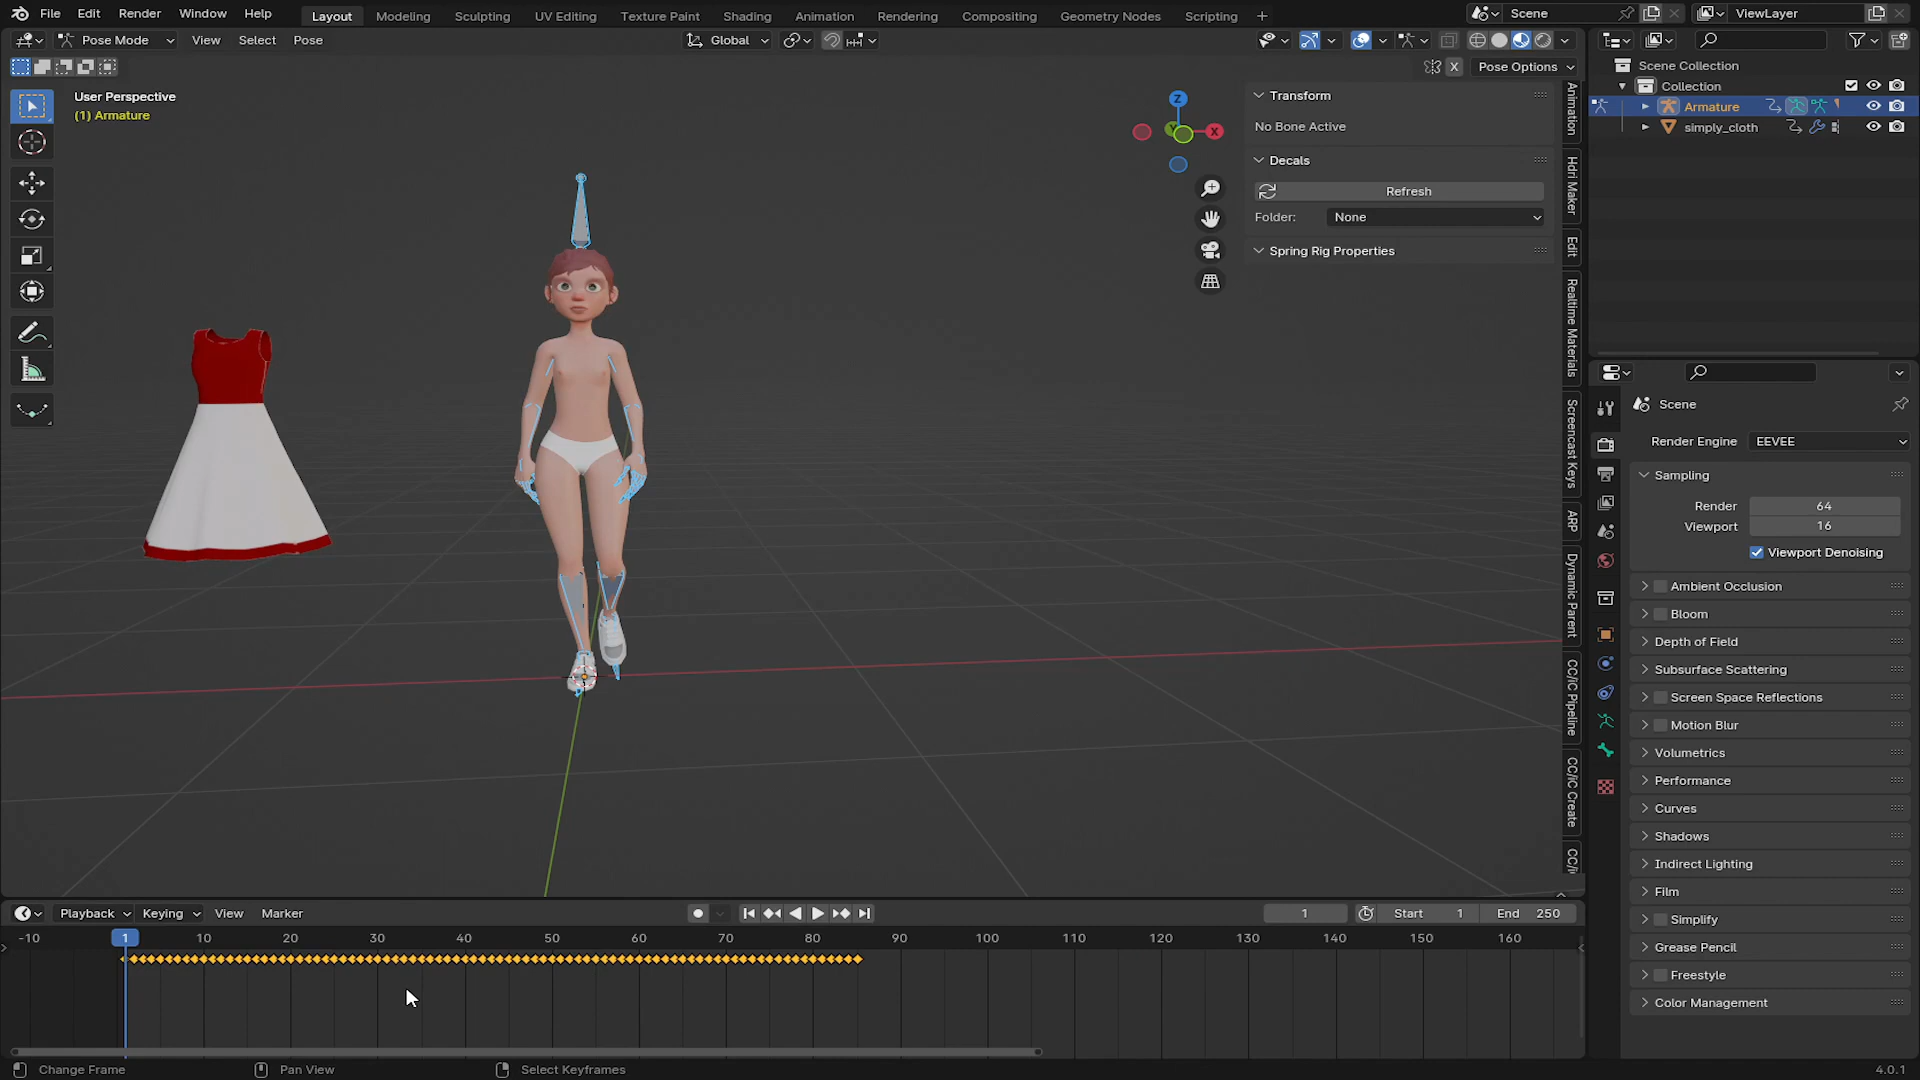 File Edit Render Window Help Layout Modeling Sculpting UV Editing Texture Paint Shading Animation Rendering Compositing Geometry Nodes Scripting + Scene ViewLayer
Pose Mode View Select Pose Global
X Pose Options
User Perspective
(1) Armature
Z
X
Transform
No Bone Active
Decals
Refresh
Folder: None
Spring Rig Properties
Animation
Hdri Maker
Edit
Realtime Materials
Screencast Keys
ARP
Dynamic Parent
CC/iC Pipeline
CC/iC Create
CC/i
Scene Collection
Collection
Armature
simply_cloth
Scene
Render Engine EEVEE
Sampling
Render 64
Viewport 16
Viewport Denoising
Ambient Occlusion
Bloom
Depth of Field
Subsurface Scattering
Screen Space Reflections
Motion Blur
Volumetrics
Performance
Curves
Shadows
Indirect Lighting
Film
Simplify
Grease Pencil
Freestyle
Color Management
Playback Keying View Marker 1 Start 1 End 250
-10 1 10 20 30 40 50 60 70 80 90 100 110 120 130 140 150 160
Change Frame Pan View Select Keyframes 4.0.1